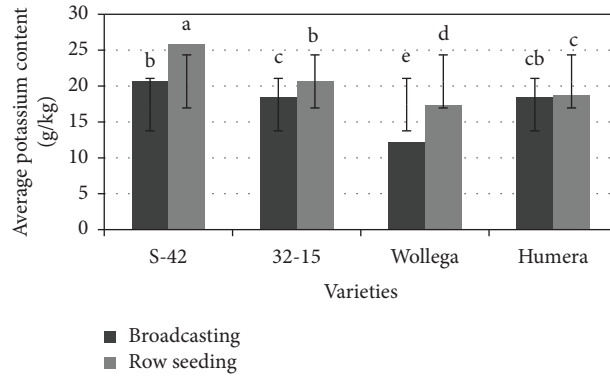 Average potassium content
(g/kg)
30
25
20
15
10
5
0
b
a
c
b
e
d
cb
c
S-42
32-15
Wollega
Humera
Varieties
Broadcasting
Row seeding